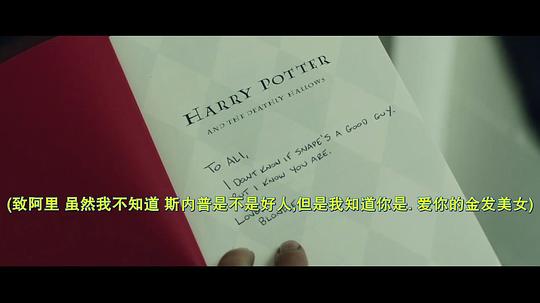 HARRY POTTER
AND THE DEATHLY HALLOWS
TO ALI,
I DON'T KNOW IF SNAPE'S A GOOD GUY.
BUT I KNOW YOU ARE.
(致阿里 虽然我不知道 斯内普是不是好人,但是我知道你是. 爱你的金发美女)